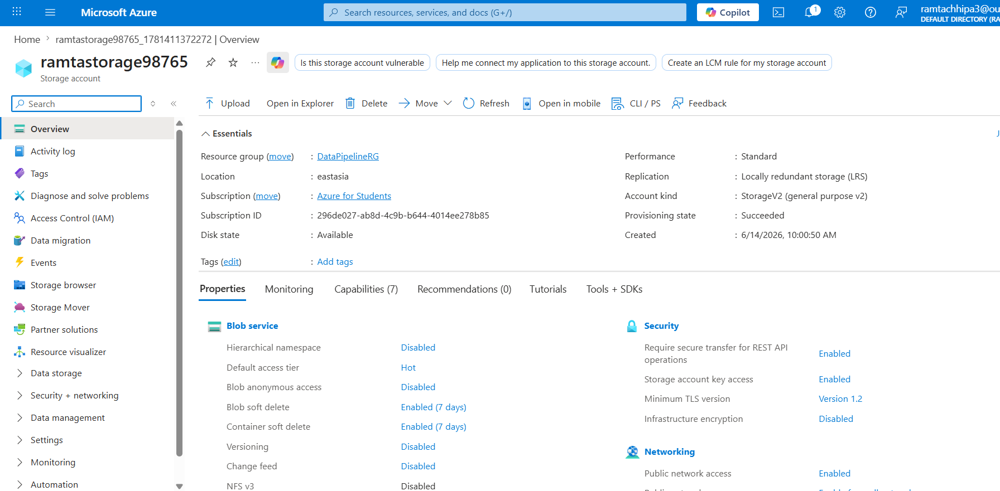 Microsoft Azure
Search resources, services, and docs (G+/)
Copilot
1
ramtachhipa3@ou
DEFAULT DIRECTORY (RA
Home > ramtastorage98765_1781411372272 | Overview
ramtastorage98765
Storage account
Is this storage account vulnerable
Help me connect my application to this storage account.
Create an LCM rule for my storage account
Search
Upload Open in Explorer Delete Move Refresh Open in mobile CLI / PS Feedback
Overview
Activity log
Tags
Diagnose and solve problems
Access Control (IAM)
Data migration
Events
Storage browser
Storage Mover
Partner solutions
Resource visualizer
Data storage
Security + networking
Data management
Settings
Monitoring
Automation
Essentials
Resource group (move) : DataPipelineRG
Location : eastasia
Subscription (move) : Azure for Students
Subscription ID : 296de027-ab8d-4c9b-b644-4014ee278b85
Disk state : Available
Tags (edit) : Add tags
Performance : Standard
Replication : Locally redundant storage (LRS)
Account kind : StorageV2 (general purpose v2)
Provisioning state : Succeeded
Created : 6/14/2026, 10:00:50 AM
Properties Monitoring Capabilities (7) Recommendations (0) Tutorials Tools + SDKs
Blob service
Hierarchical namespace Disabled
Default access tier Hot
Blob anonymous access Disabled
Blob soft delete Enabled (7 days)
Container soft delete Enabled (7 days)
Versioning Disabled
Change feed Disabled
NFS v3 Disabled
Security
Require secure transfer for REST API
operations Enabled
Storage account key access Enabled
Minimum TLS version Version 1.2
Infrastructure encryption Disabled
Networking
Public network access Enabled